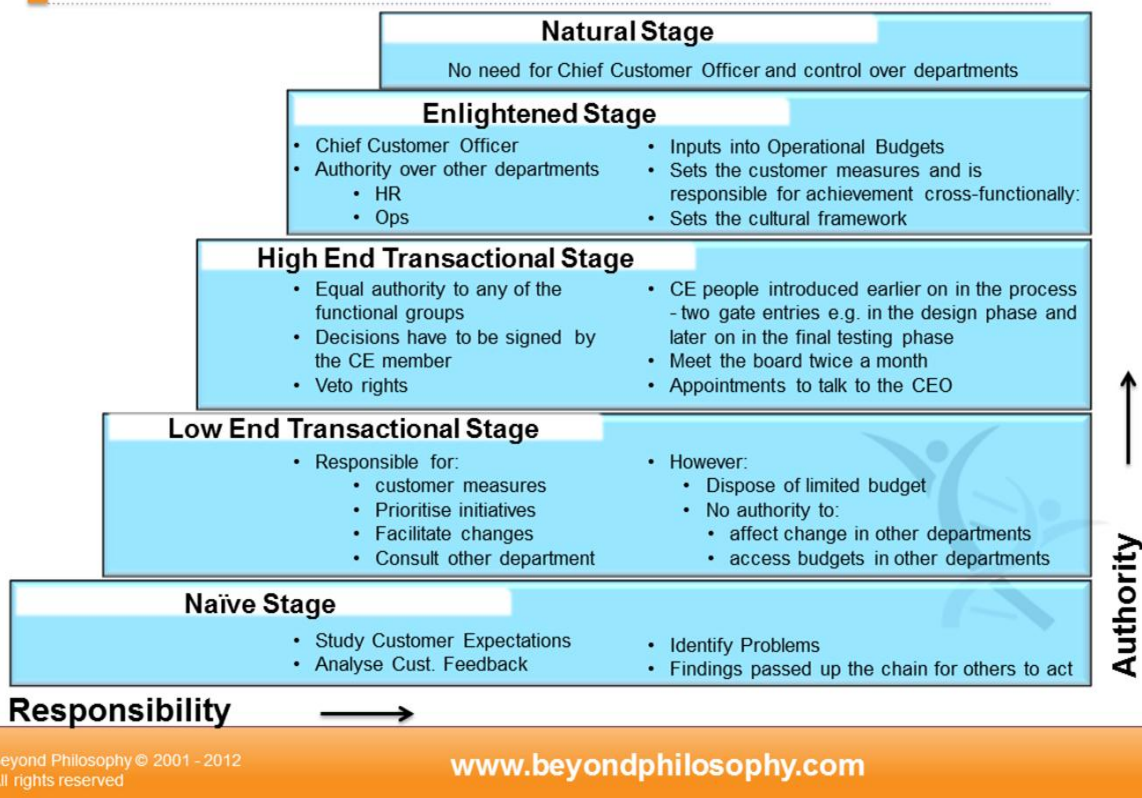 Natural Stage
No need for Chief Customer Officer and control over departments
Enlightened Stage
• Chief Customer Officer
• Authority over other departments
• HR
• Ops
• Inputs into Operational Budgets
• Sets the customer measures and is
responsible for achievement cross-functionally:
• Sets the cultural framework
High End Transactional Stage
• Equal authority to any of the
functional groups
• Decisions have to be signed by
the CE member
• Veto rights
• CE people introduced earlier on in the process
- two gate entries e.g. in the design phase and
later on in the final testing phase
• Meet the board twice a month
• Appointments to talk to the CEO
Low End Transactional Stage
• Responsible for:
• customer measures
• Prioritise initiatives
• Facilitate changes
• Consult other department
• However:
• Dispose of limited budget
• No authority to:
• affect change in other departments
• access budgets in other departments
Naïve Stage
• Study Customer Expectations
• Analyse Cust. Feedback
• Identify Problems
• Findings passed up the chain for others to act
Authority
Responsibility
eyond Philosophy © 2001 - 2012
ll rights reserved
www.beyondphilosophy.com